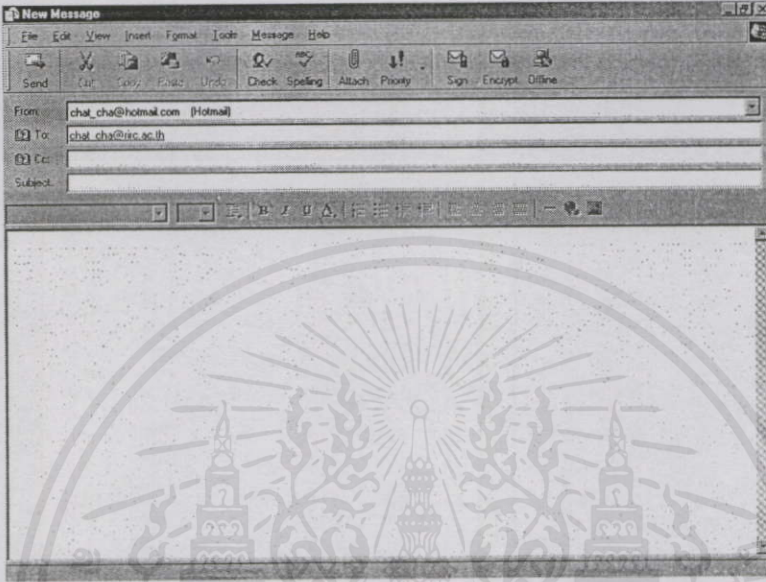 New Message
File Edit View Insert Format Tools Message Help
Send Cut Copy Paste Undo Check Spelling Attach Priority Sign Encrypt Offline
From: chat_cha@hotmail.com (Hotmail)
To: chat_cha@rirc.ac.th
Cc:
Subject:
B I U A